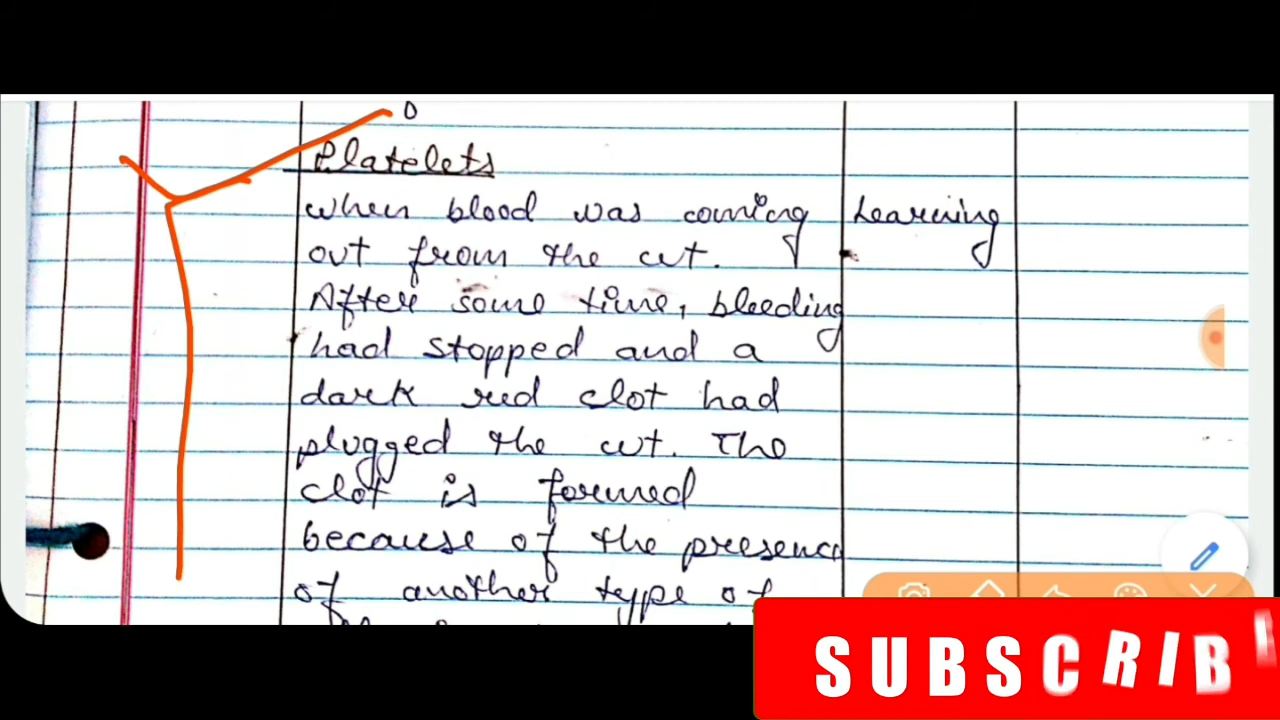 Platelets
when blood was coming
out from the cut.
After some time, bleeding
had stopped and a
dark red clot had
plugged the cut. The
clot is formed
because of the presence
of another type of
Learning
SUBSCRIB